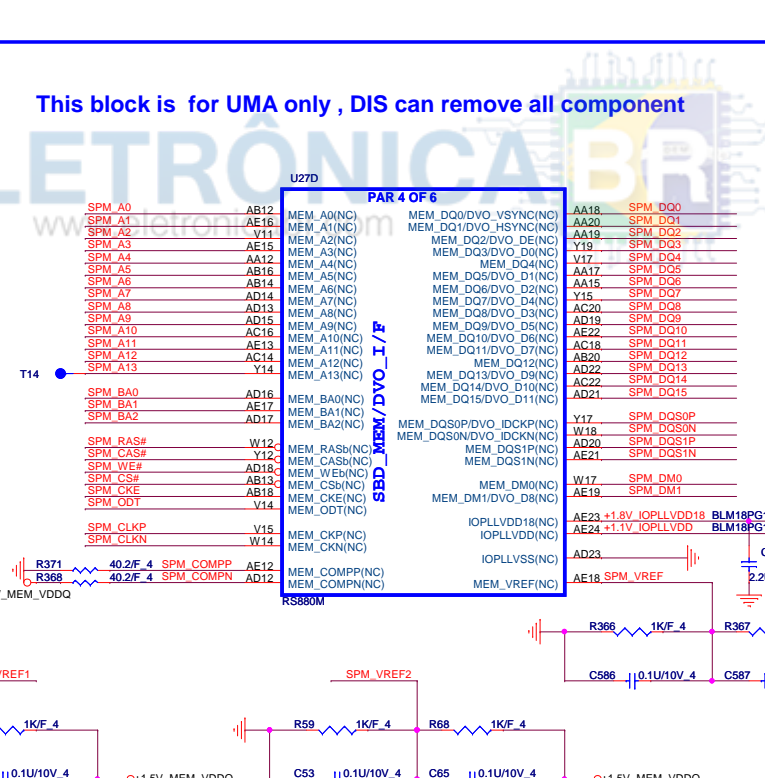 This block is for UMA only , DIS can remove all component
LETRÔNICA BR
U27D
PAR 4 OF 6
SPM_A0 AB12 MEM_A0(NC) MEM_DQ0/DVO_VSYNC(NC) AA18 SPM_DQ0
SPM_A1 AE16 MEM_A1(NC) MEM_DQ1/DVO_HSYNC(NC) AA20 SPM_DQ1
SPM_A2 V11 MEM_A2(NC) MEM_DQ2/DVO_DE(NC) AA19 SPM_DQ2
SPM_A3 AE15 MEM_A3(NC) MEM_DQ3/DVO_D0(NC) Y19 SPM_DQ3
SPM_A4 AA12 MEM_A4(NC) MEM_DQ4(NC) V17 SPM_DQ4
SPM_A5 AB16 MEM_A5(NC) MEM_DQ5/DVO_D1(NC) AA17 SPM_DQ5
SPM_A6 AB14 MEM_A6(NC) MEM_DQ6/DVO_D2(NC) AA15 SPM_DQ6
SPM_A7 AD14 MEM_A7(NC) MEM_DQ7/DVO_D4(NC) Y15 SPM_DQ7
SPM_A8 AD13 MEM_A8(NC) MEM_DQ8/DVO_D3(NC) AC20 SPM_DQ8
SPM_A9 AD15 MEM_A9(NC) MEM_DQ9/DVO_D5(NC) AD19 SPM_DQ9
SPM_A10 AC16 MEM_A10(NC) MEM_DQ10/DVO_D6(NC) AE22 SPM_DQ10
SPM_A11 AE13 MEM_A11(NC) MEM_DQ11/DVO_D7(NC) AC18 SPM_DQ11
SPM_A12 AC14 MEM_A12(NC) MEM_DQ12(NC) AB20 SPM_DQ12
T14 SPM_A13 Y14 MEM_A13(NC) MEM_DQ13/DVO_D9(NC) AD22 SPM_DQ13
MEM_DQ14/DVO_D10(NC) AC22 SPM_DQ14
MEM_DQ15/DVO_D11(NC) AD21 SPM_DQ15
SBD_MEM/DVO_I/F
SPM_BA0 AD16 MEM_BA0(NC)
SPM_BA1 AE17 MEM_BA1(NC)
SPM_BA2 AD17 MEM_BA2(NC) MEM_DQS0P/DVO_IDCKP(NC) Y17 SPM_DQS0P
MEM_DQS0N/DVO_IDCKN(NC) W18 SPM_DQS0N
SPM_RAS# W12 MEM_RASb(NC) MEM_DQS1P(NC) AD20 SPM_DQS1P
SPM_CAS# Y12 MEM_CASb(NC) MEM_DQS1N(NC) AE21 SPM_DQS1N
SPM_WE# AD18 MEM_WEb(NC)
SPM_CS# AB13 MEM_CSb(NC) MEM_DM0(NC) W17 SPM_DM0
SPM_CKE AB18 MEM_CKE(NC) MEM_DM1/DVO_D8(NC) AE19 SPM_DM1
SPM_ODT V14 MEM_ODT(NC)
IOPLLVDD18(NC) AE23 +1.8V_IOPLLVDD18 BLM18PG1
SPM_CLKP V15 MEM_CKP(NC) IOPLLVDD(NC) AE24 +1.1V_IOPLLVDD BLM18PG1
SPM_CLKN W14 MEM_CKN(NC)
IOPLLVSS(NC) AD23
R371 40.2/F_4 SPM_COMPP AE12 MEM_COMPP(NC)
R368 40.2/F_4 SPM_COMPN AD12 MEM_COMPN(NC) MEM_VREF(NC) AE18 SPM_VREF
_MEM_VDDQ
RS880M
R366 1K/F_4 R367
C586 0.1U/10V_4 C587
VREF1 SPM_VREF2
1K/F_4 R59 1K/F_4 R68 1K/F_4
0.1U/10V_4 C53 0.1U/10V_4 C65 0.1U/10V_4